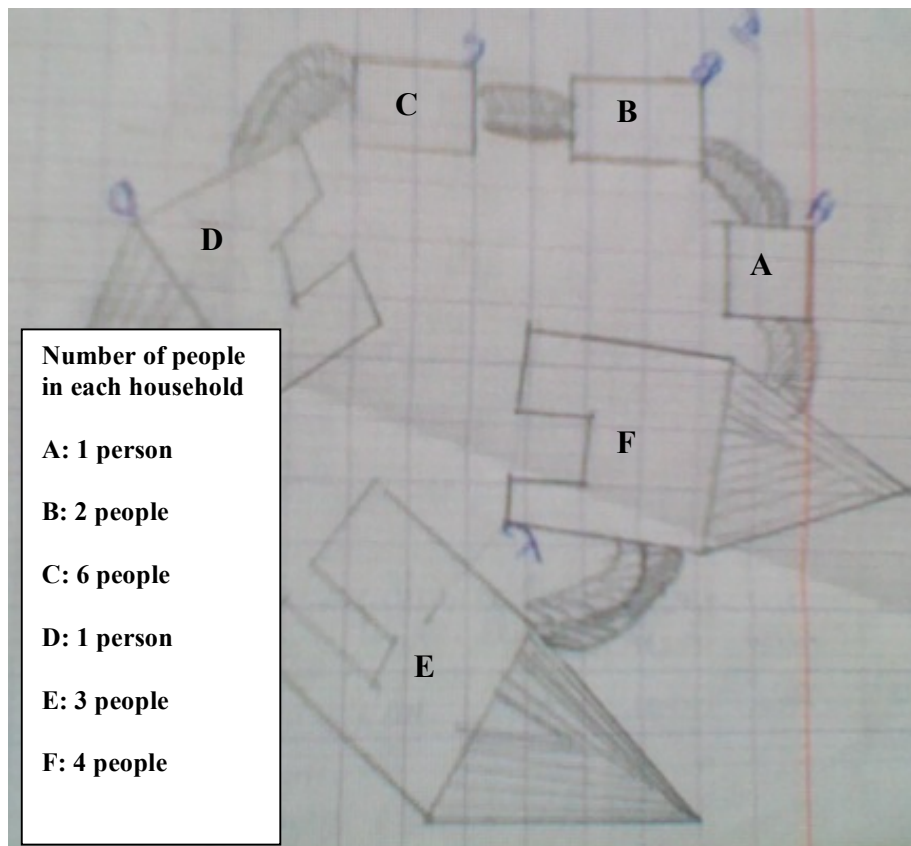 C
B
D
A
F
E
Number of people
in each household
A: 1 person
B: 2 people
C: 6 people
D: 1 person
E: 3 people
F: 4 people